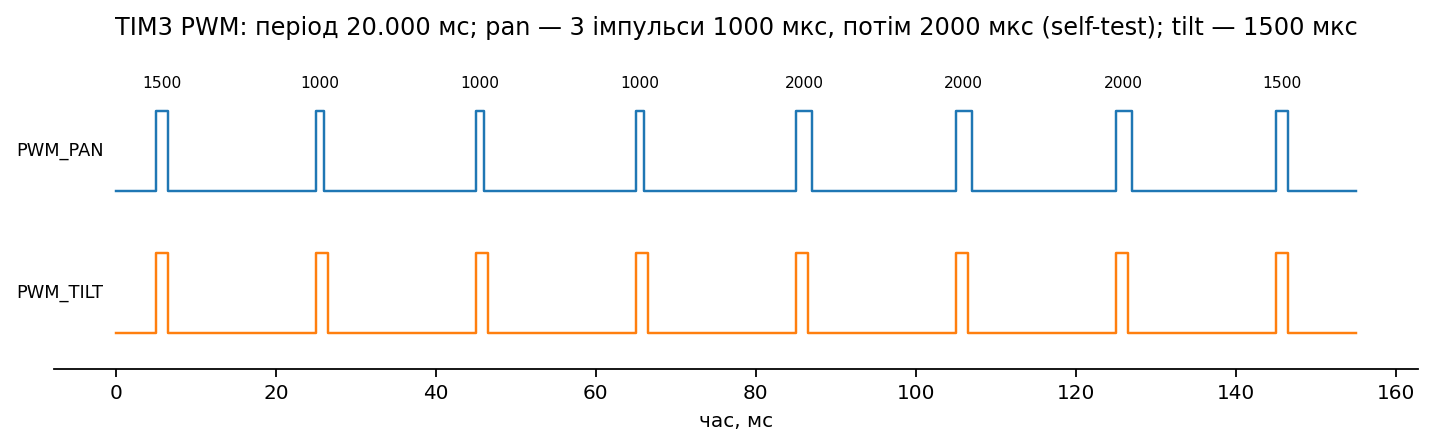 TIM3 PWM: період 20.000 мс; pan — 3 імпульси 1000 мкс, потім 2000 мкс (self-test); tilt — 1500 мкс
1500 1000 1000 1000 2000 2000 2000 1500
PWM_PAN
PWM_TILT
0 20 40 60 80 100 120 140 160
час, мс